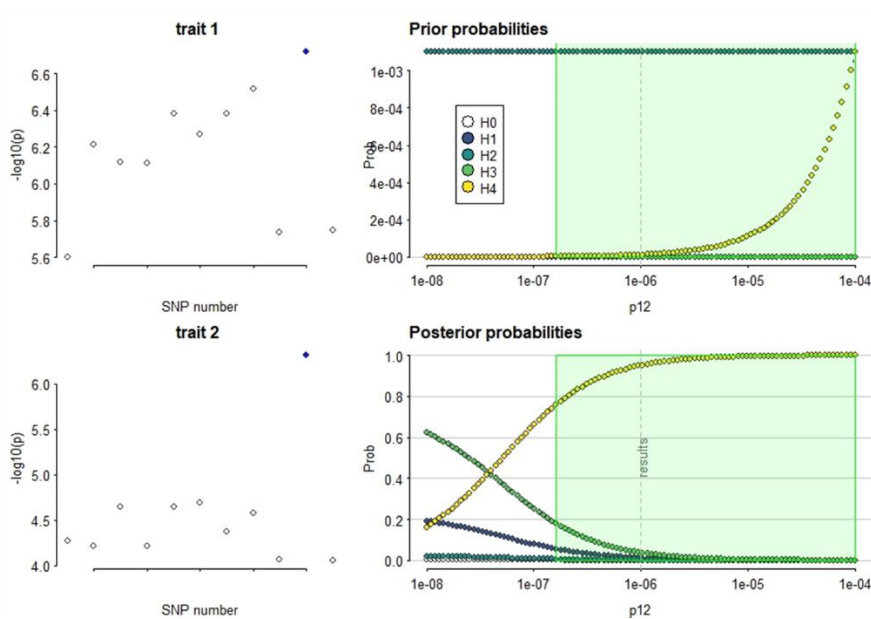 trait 1
-log10(p)
6.6
6.4
6.2
6.0
5.8
5.6
SNP number
Prior probabilities
Prob
1e-03
8e-04
6e-04
4e-04
2e-04
0e+00
H0
H1
H2
H3
H4
1e-08 1e-07 1e-06 1e-05 1e-04
p12
trait 2
-log10(p)
6.0
5.5
5.0
4.5
4.0
SNP number
Posterior probabilities
Prob
1.0
0.8
0.6
0.4
0.2
0.0
results
1e-08 1e-07 1e-06 1e-05 1e-04
p12